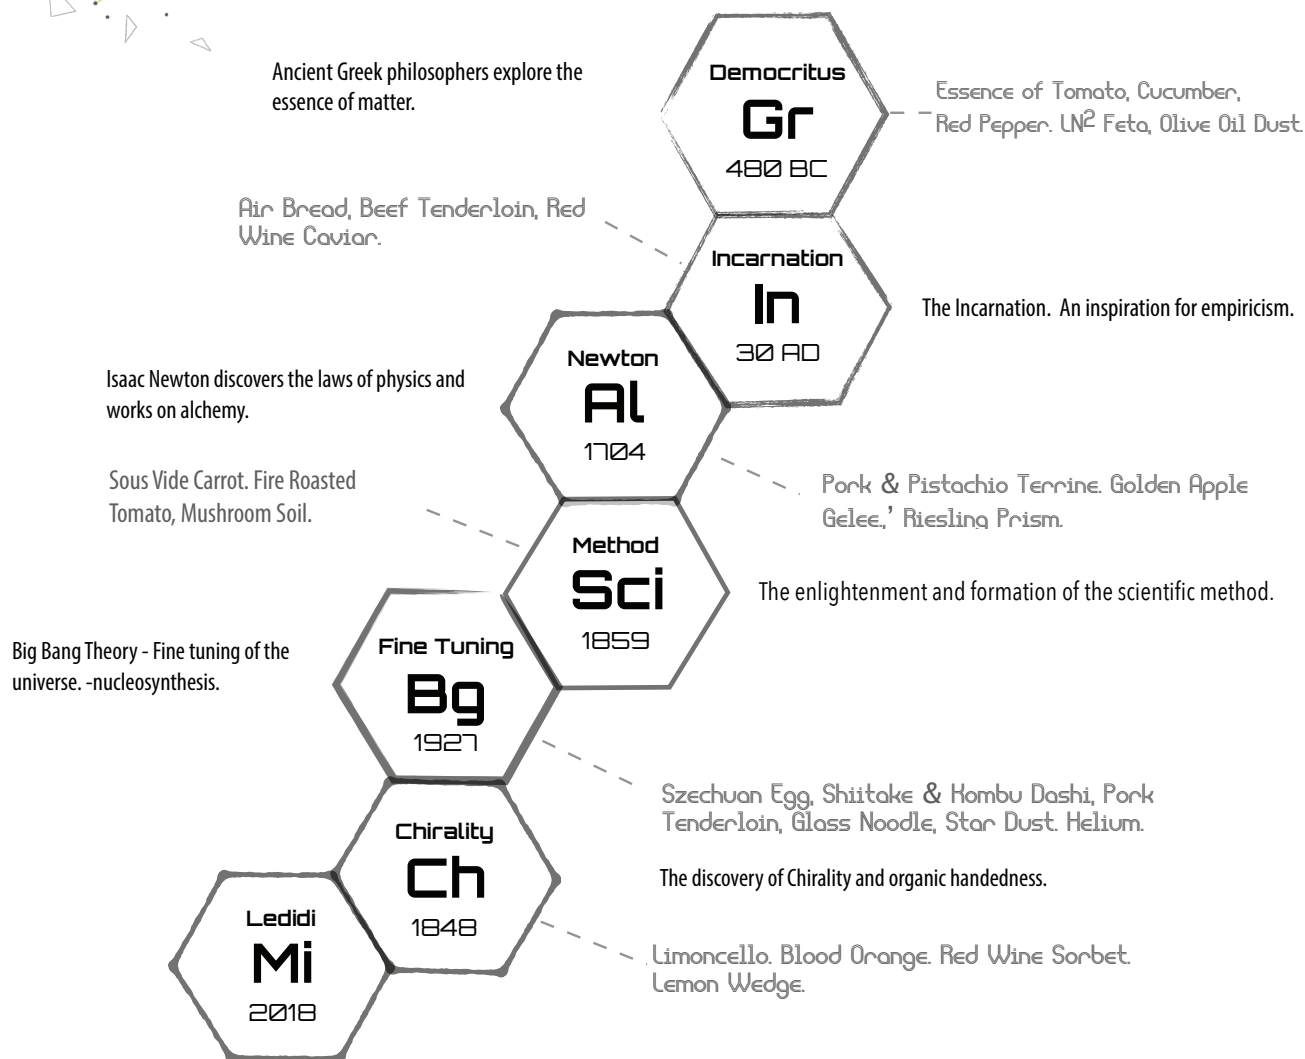 Ancient Greek philosophers explore the
essence of matter.
Democritus
Gr
480 BC
Essence of Tomato, Cucumber,
Red Pepper. LN² Feta, Olive Oil Dust.
Air Bread, Beef Tenderloin, Red
Wine Caviar.
Incarnation
In
30 AD
The Incarnation. An inspiration for empiricism.
Isaac Newton discovers the laws of physics and
works on alchemy.
Newton
Al
1704
Pork & Pistachio Terrine. Golden Apple
Gelee,’ Riesling Prism.
Sous Vide Carrot. Fire Roasted
Tomato, Mushroom Soil.
Method
Sci
1859
The enlightenment and formation of the scientific method.
Big Bang Theory - Fine tuning of the
universe. -nucleosynthesis.
Fine Tuning
Bg
1927
Szechuan Egg, Shiitake & Kombu Dashi, Pork
Tenderloin, Glass Noodle, Star Dust. Helium.
Chirality
Ch
1848
The discovery of Chirality and organic handedness.
Limoncello. Blood Orange. Red Wine Sorbet.
Lemon Wedge.
Ledidi
Mi
2018